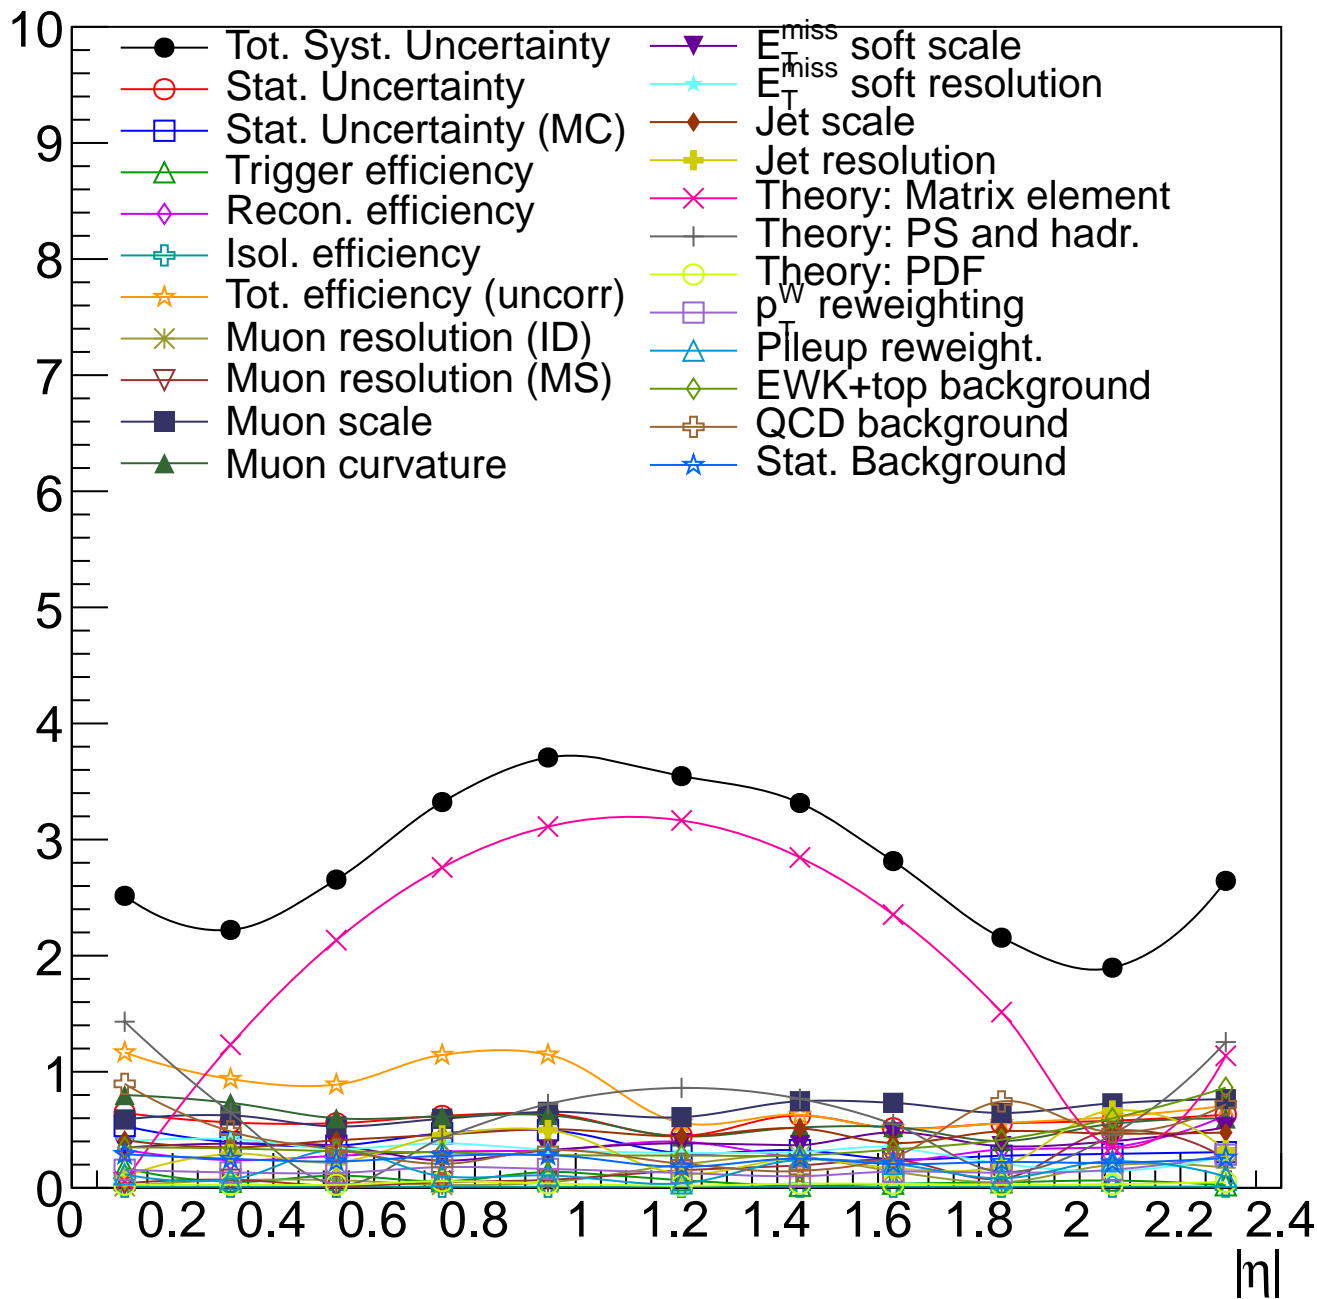 10
9
8
7
6
5
4
3
2
1
0
Tot. Syst. Uncertainty
Stat. Uncertainty
Stat. Uncertainty (MC)
Trigger efficiency
Recon. efficiency
Isol. efficiency
Tot. efficiency (uncorr)
Muon resolution (ID)
Muon resolution (MS)
Muon scale
Muon curvature
E_T^miss soft scale
E_T^miss soft resolution
Jet scale
Jet resolution
Theory: Matrix element
Theory: PS and hadr.
Theory: PDF
p_T^W reweighting
Pileup reweight.
EWK+top background
QCD background
Stat. Background
0 0.2 0.4 0.6 0.8 1 1.2 1.4 1.6 1.8 2 2.2 2.4
|η|